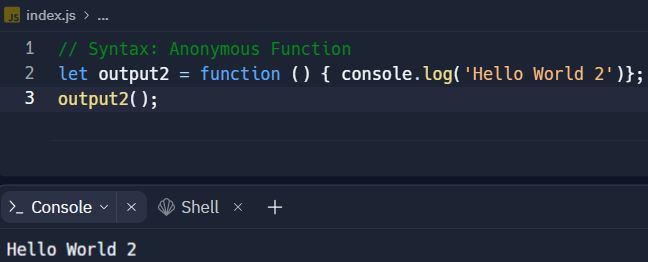 JS index.js > ...
1 // Syntax: Anonymous Function
2 let output2 = function () { console.log('Hello World 2')};
3 output2();
>_ Console ⌄ × Shell × +
Hello World 2